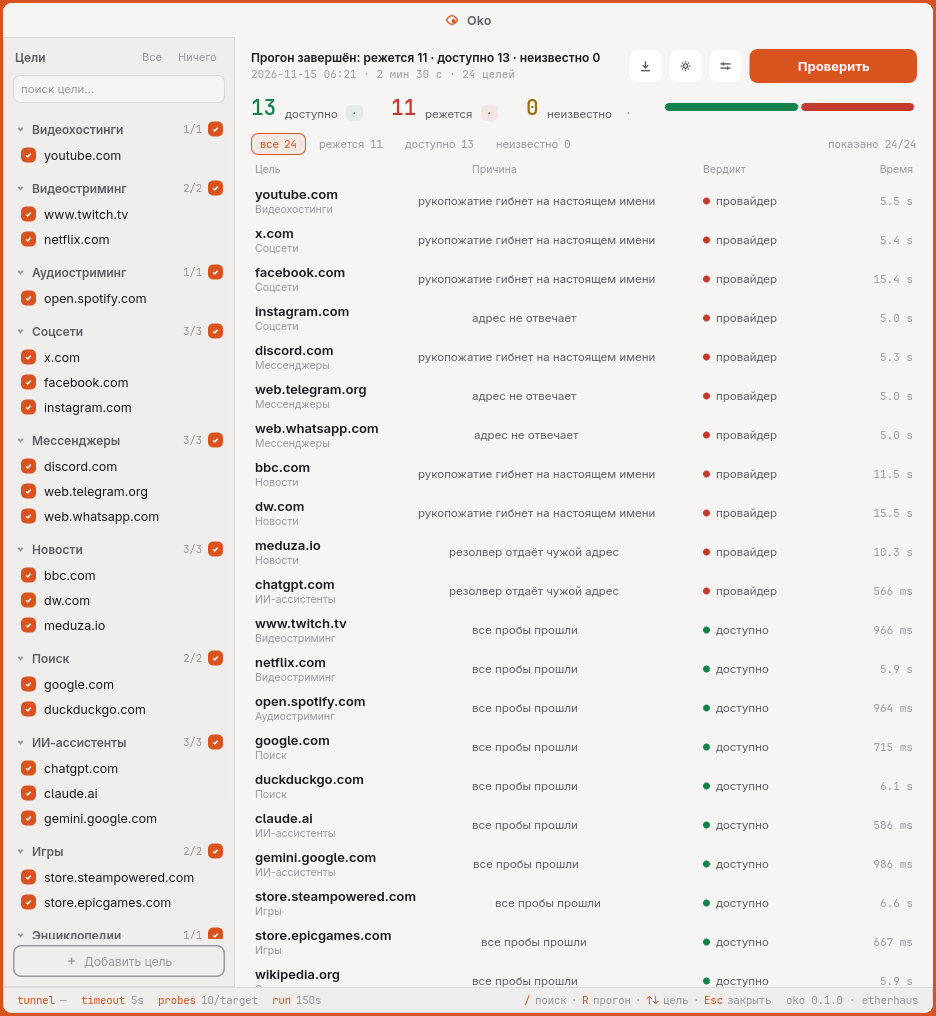 Oko
Цели Все Ничего
поиск цели...
Видеохостинги 1/1
youtube.com
Видеостриминг 2/2
www.twitch.tv
netflix.com
Аудиостриминг 1/1
open.spotify.com
Соцсети 3/3
x.com
facebook.com
instagram.com
Мессенджеры 3/3
discord.com
web.telegram.org
web.whatsapp.com
Новости 3/3
bbc.com
dw.com
meduza.io
Поиск 2/2
google.com
duckduckgo.com
ИИ-ассистенты 3/3
chatgpt.com
claude.ai
gemini.google.com
Игры 2/2
store.steampowered.com
store.epicgames.com
Энциклопедии 1/1
+ Добавить цель
Прогон завершён: режется 11 · доступно 13 · неизвестно 0
2026-11-15 06:21 · 2 мин 30 с · 24 целей
Проверить
13 доступно · 11 режется · 0 неизвестно ·
все 24 режется 11 доступно 13 неизвестно 0 показано 24/24
Цель Причина Вердикт Время
youtube.com рукопожатие гибнет на настоящем имени провайдер 5.5 s
Видеохостинги
x.com рукопожатие гибнет на настоящем имени провайдер 5.4 s
Соцсети
facebook.com рукопожатие гибнет на настоящем имени провайдер 15.4 s
Соцсети
instagram.com адрес не отвечает провайдер 5.0 s
Соцсети
discord.com рукопожатие гибнет на настоящем имени провайдер 5.3 s
Мессенджеры
web.telegram.org адрес не отвечает провайдер 5.0 s
Мессенджеры
web.whatsapp.com адрес не отвечает провайдер 5.0 s
Мессенджеры
bbc.com рукопожатие гибнет на настоящем имени провайдер 11.5 s
Новости
dw.com рукопожатие гибнет на настоящем имени провайдер 15.5 s
Новости
meduza.io резолвер отдаёт чужой адрес провайдер 10.3 s
Новости
chatgpt.com резолвер отдаёт чужой адрес провайдер 566 ms
ИИ-ассистенты
www.twitch.tv все пробы прошли доступно 966 ms
Видеостриминг
netflix.com все пробы прошли доступно 5.9 s
Видеостриминг
open.spotify.com все пробы прошли доступно 964 ms
Аудиостриминг
google.com все пробы прошли доступно 715 ms
Поиск
duckduckgo.com все пробы прошли доступно 6.1 s
Поиск
claude.ai все пробы прошли доступно 586 ms
ИИ-ассистенты
gemini.google.com все пробы прошли доступно 986 ms
ИИ-ассистенты
store.steampowered.com все пробы прошли доступно 6.6 s
Игры
store.epicgames.com все пробы прошли доступно 667 ms
Игры
wikipedia.org все пробы прошли доступно 5.9 s
tunnel — timeout 5s probes 10/target run 150s / поиск · R прогон · ↑↓ цель · Esc закрыть oko 0.1.0 · etherhaus